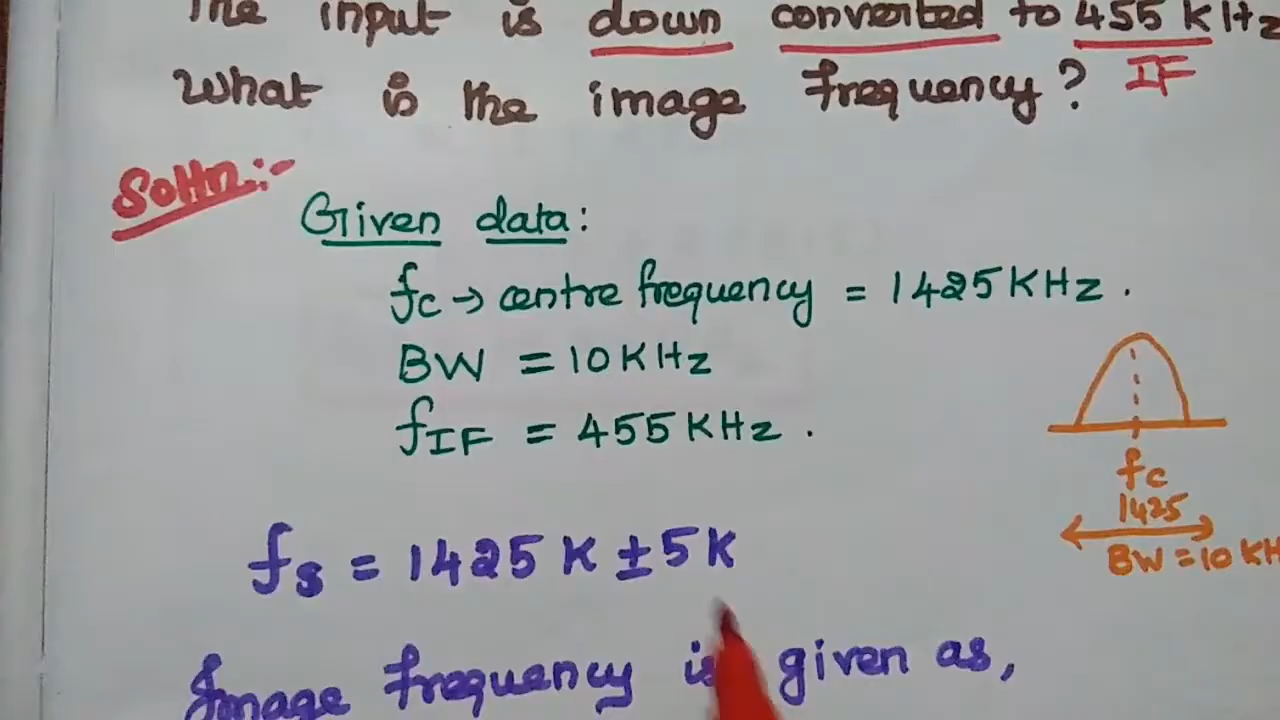 The input is down converted to 455 KHz
What is the image frequency? IF
Soltn:-
Given data:
fc → centre frequency = 1425 KHz.
BW = 10 KHz
fIF = 455 KHz.
fc
1425
BW = 10 KH
fs = 1425 K ± 5K
Image frequency is given as,